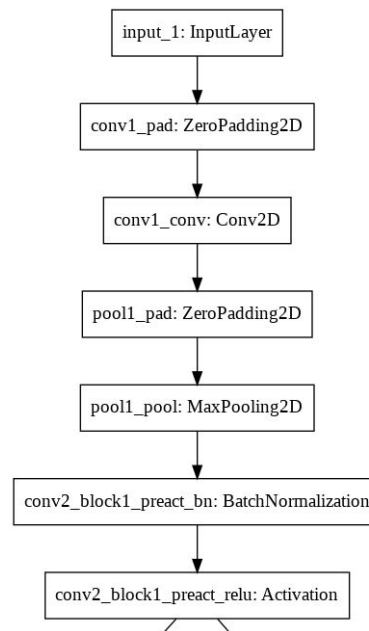 input_1: InputLayer
conv1_pad: ZeroPadding2D
conv1_conv: Conv2D
pool1_pad: ZeroPadding2D
pool1_pool: MaxPooling2D
conv2_block1_preact_bn: BatchNormalization
conv2_block1_preact_relu: Activation